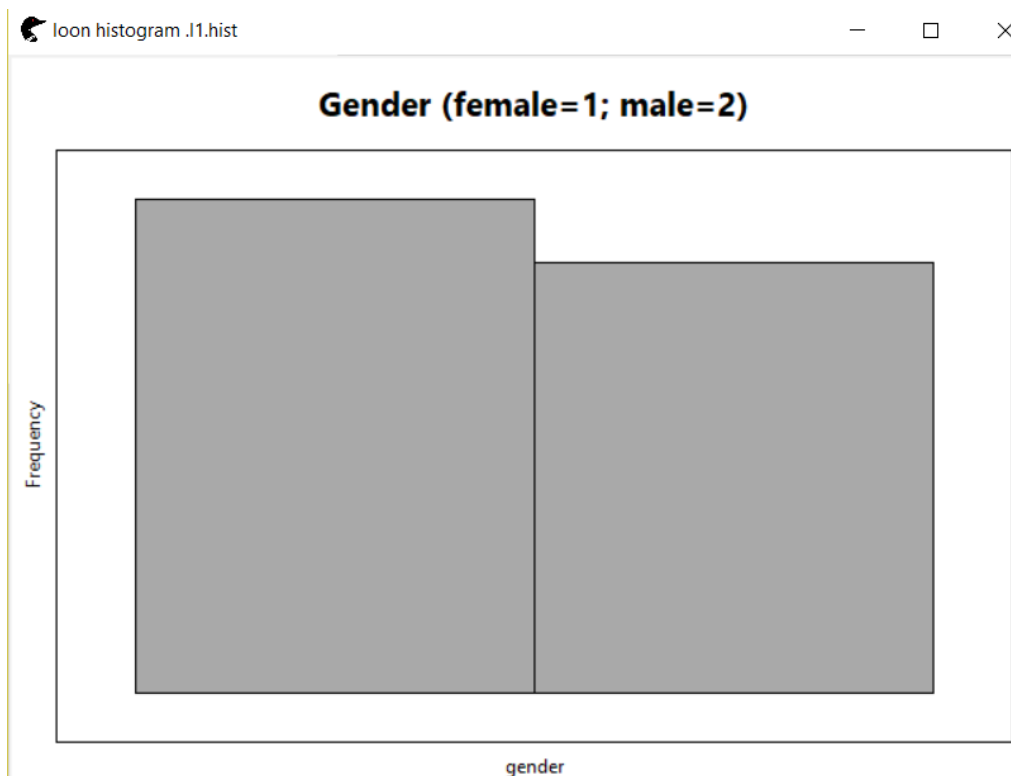 loon histogram .l1.hist
Gender (female=1; male=2)
Frequency
gender